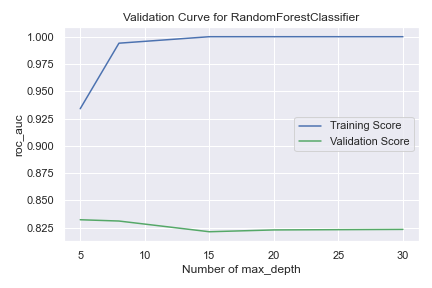 Validation Curve for RandomForestClassifier
1.000
0.975
0.950
0.925
0.900
0.875
0.850
0.825
roc_auc
Training Score
Validation Score
5 10 15 20 25 30
Number of max_depth